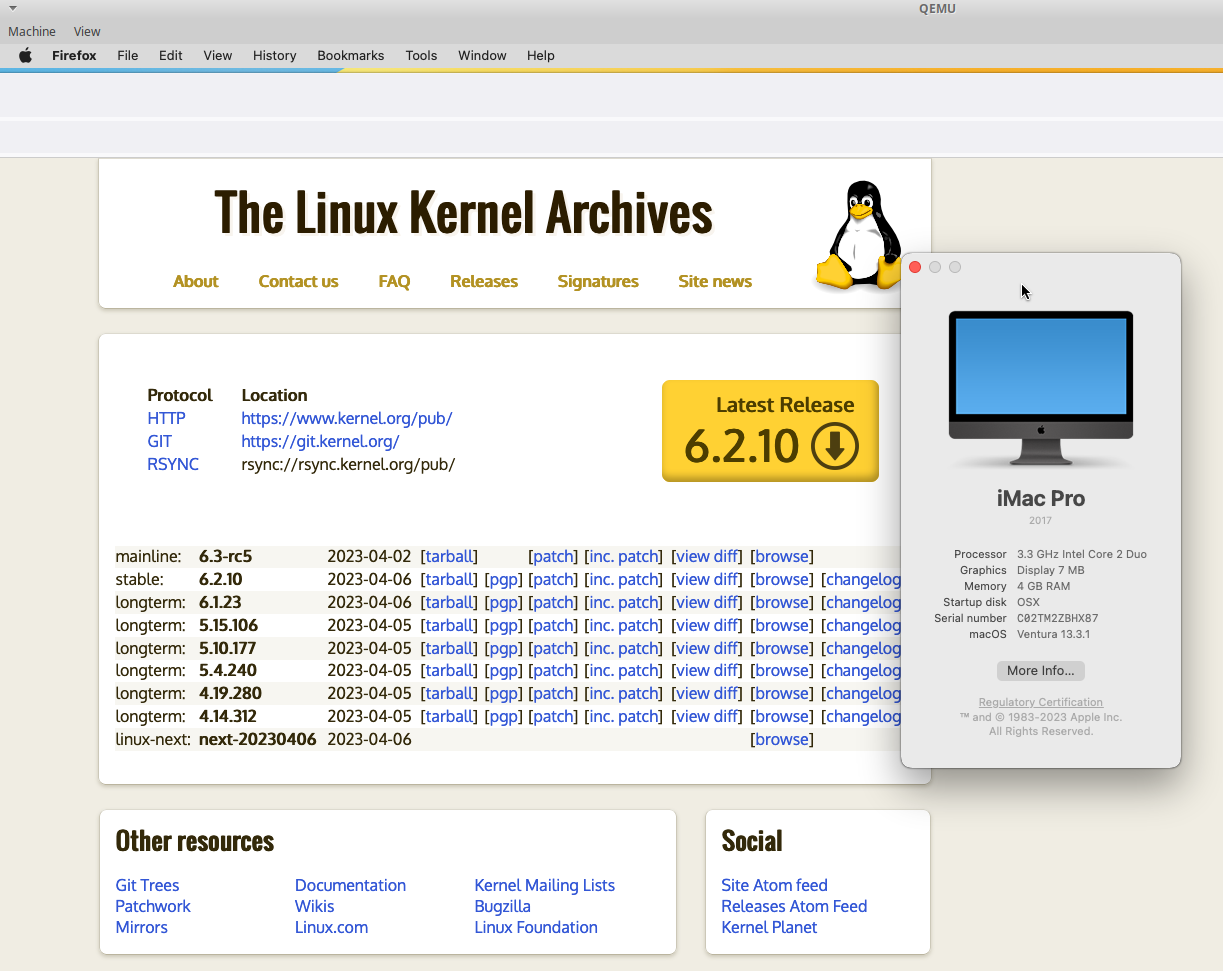 QEMU
Machine View
Firefox File Edit View History Bookmarks Tools Window Help
The Linux Kernel Archives
About Contact us FAQ Releases Signatures Site news
Protocol Location
HTTP https://www.kernel.org/pub/
GIT https://git.kernel.org/
RSYNC rsync://rsync.kernel.org/pub/
Latest Release
6.2.10
mainline: 6.3-rc5 2023-04-02 [tarball] [patch] [inc. patch] [view diff] [browse]
stable: 6.2.10 2023-04-06 [tarball] [pgp] [patch] [inc. patch] [view diff] [browse] [changelog
longterm: 6.1.23 2023-04-06 [tarball] [pgp] [patch] [inc. patch] [view diff] [browse] [changelog
longterm: 5.15.106 2023-04-06 [tarball] [pgp] [patch] [inc. patch] [view diff] [browse] [changelog
longterm: 5.10.177 2023-04-05 [tarball] [pgp] [patch] [inc. patch] [view diff] [browse] [changelog
longterm: 5.4.240 2023-04-05 [tarball] [pgp] [patch] [inc. patch] [view diff] [browse] [changelog
longterm: 4.19.280 2023-04-05 [tarball] [pgp] [patch] [inc. patch] [view diff] [browse] [changelog
longterm: 4.14.312 2023-04-05 [tarball] [pgp] [patch] [inc. patch] [view diff] [browse] [changelog
linux-next: next-20230406 2023-04-06 [browse]
Other resources
Git Trees Documentation Kernel Mailing Lists
Patchwork Wikis Bugzilla
Mirrors Linux.com Linux Foundation
Social
Site Atom feed
Releases Atom Feed
Kernel Planet
iMac Pro
2017
Processor 3.3 GHz Intel Core 2 Duo
Graphics Display 7 MB
Memory 4 GB RAM
Startup disk OSX
Serial number C02TM2ZBHX87
macOS Ventura 13.3.1
More Info...
Regulatory Certification
™ and © 1983-2023 Apple Inc.
All Rights Reserved.